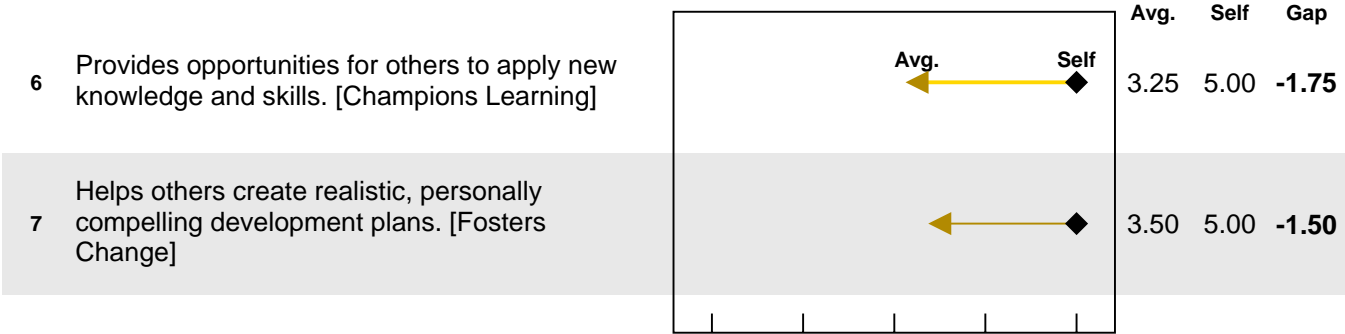 Avg. Self Gap
Avg. Self
6 Provides opportunities for others to apply new
knowledge and skills. [Champions Learning]
3.25 5.00 -1.75
Helps others create realistic, personally
7 compelling development plans. [Fosters
Change]
3.50 5.00 -1.50